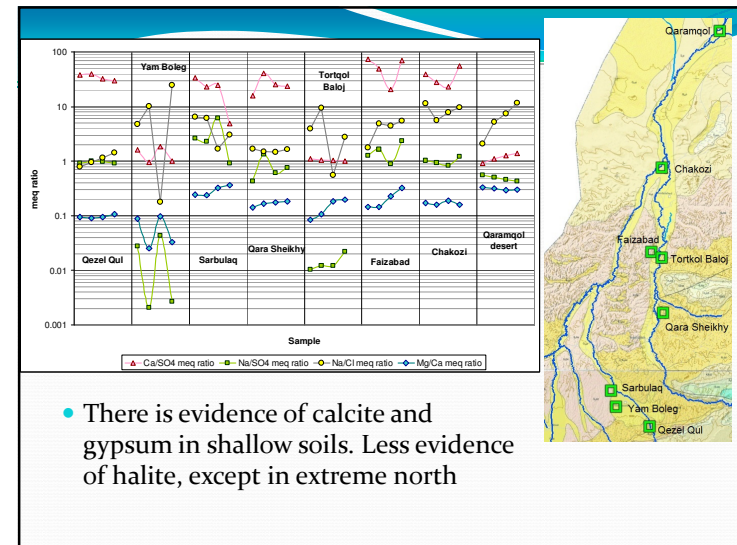 100
10
1
0.1
0.01
0.001
meq ratio
Yam Boleg
Tortqol
Baloj
Qezel Qul
Sarbulaq
Qara Sheikhy
Faizabad
Chakozi
Qaramqol
desert
Sample
Ca/SO4 meq ratio
Na/SO4 meq ratio
Na/Cl meq ratio
Mg/Ca meq ratio
Qaramqol
Chakozi
Faizabad
Tortkol Baloj
Qara Sheikhy
Sarbulaq
Yam Boleg
Qezel Qul
• There is evidence of calcite and
gypsum in shallow soils. Less evidence
of halite, except in extreme north